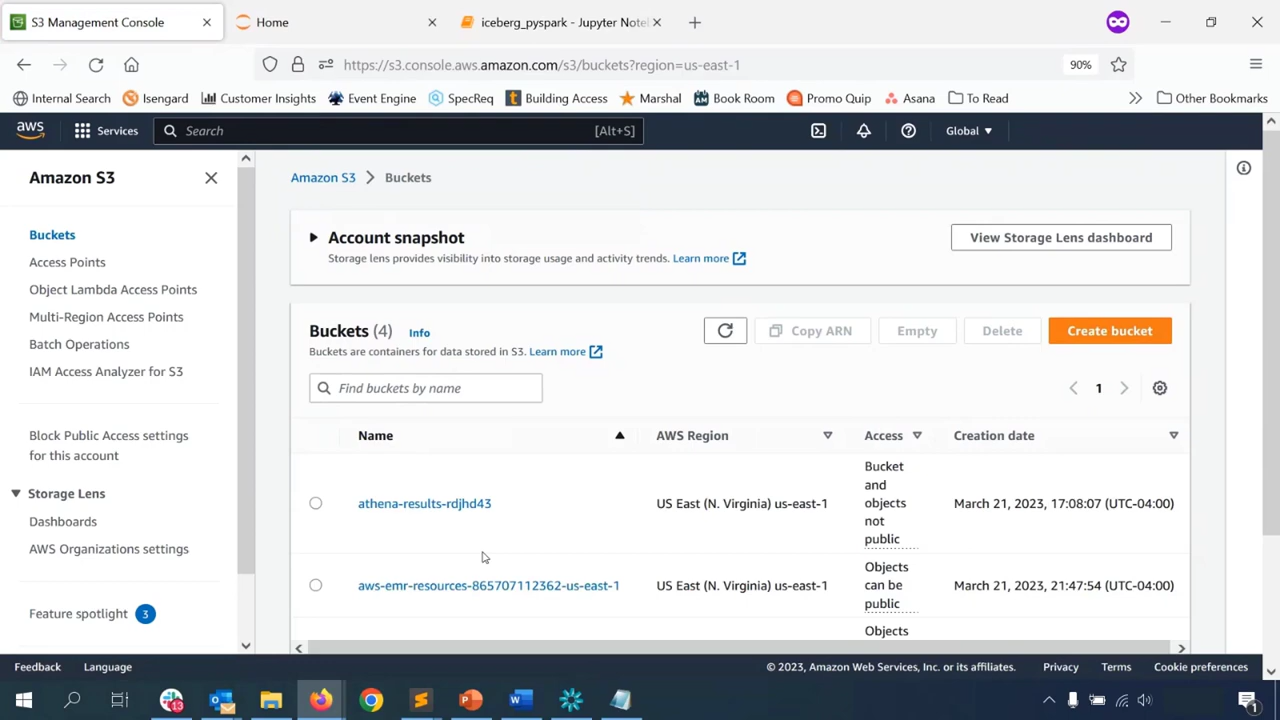 S3 Management Console
Home
iceberg_pyspark - Jupyter Note
https://s3.console.aws.amazon.com/s3/buckets?region=us-east-1
90%
Internal Search
Isengard
Customer Insights
Event Engine
SpecReq
Building Access
Marshal
Book Room
Promo Quip
Asana
To Read
Other Bookmarks
aws
Services
Search
[Alt+S]
Global
Amazon S3
Buckets
Access Points
Object Lambda Access Points
Multi-Region Access Points
Batch Operations
IAM Access Analyzer for S3
Block Public Access settings
for this account
Storage Lens
Dashboards
AWS Organizations settings
Feature spotlight 3
Amazon S3 > Buckets
Account snapshot
Storage lens provides visibility into storage usage and activity trends. Learn more
View Storage Lens dashboard
Buckets (4) Info
Buckets are containers for data stored in S3. Learn more
Copy ARN
Empty
Delete
Create bucket
Find buckets by name
1
Name
AWS Region
Access
Creation date
athena-results-rdjhd43
US East (N. Virginia) us-east-1
Bucket
and
objects
not
public
March 21, 2023, 17:08:07 (UTC-04:00)
aws-emr-resources-865707112362-us-east-1
US East (N. Virginia) us-east-1
Objects
can be
public
March 21, 2023, 21:47:54 (UTC-04:00)
Objects
Feedback
Language
© 2023, Amazon Web Services, Inc. or its affiliates.
Privacy
Terms
Cookie preferences
13
1